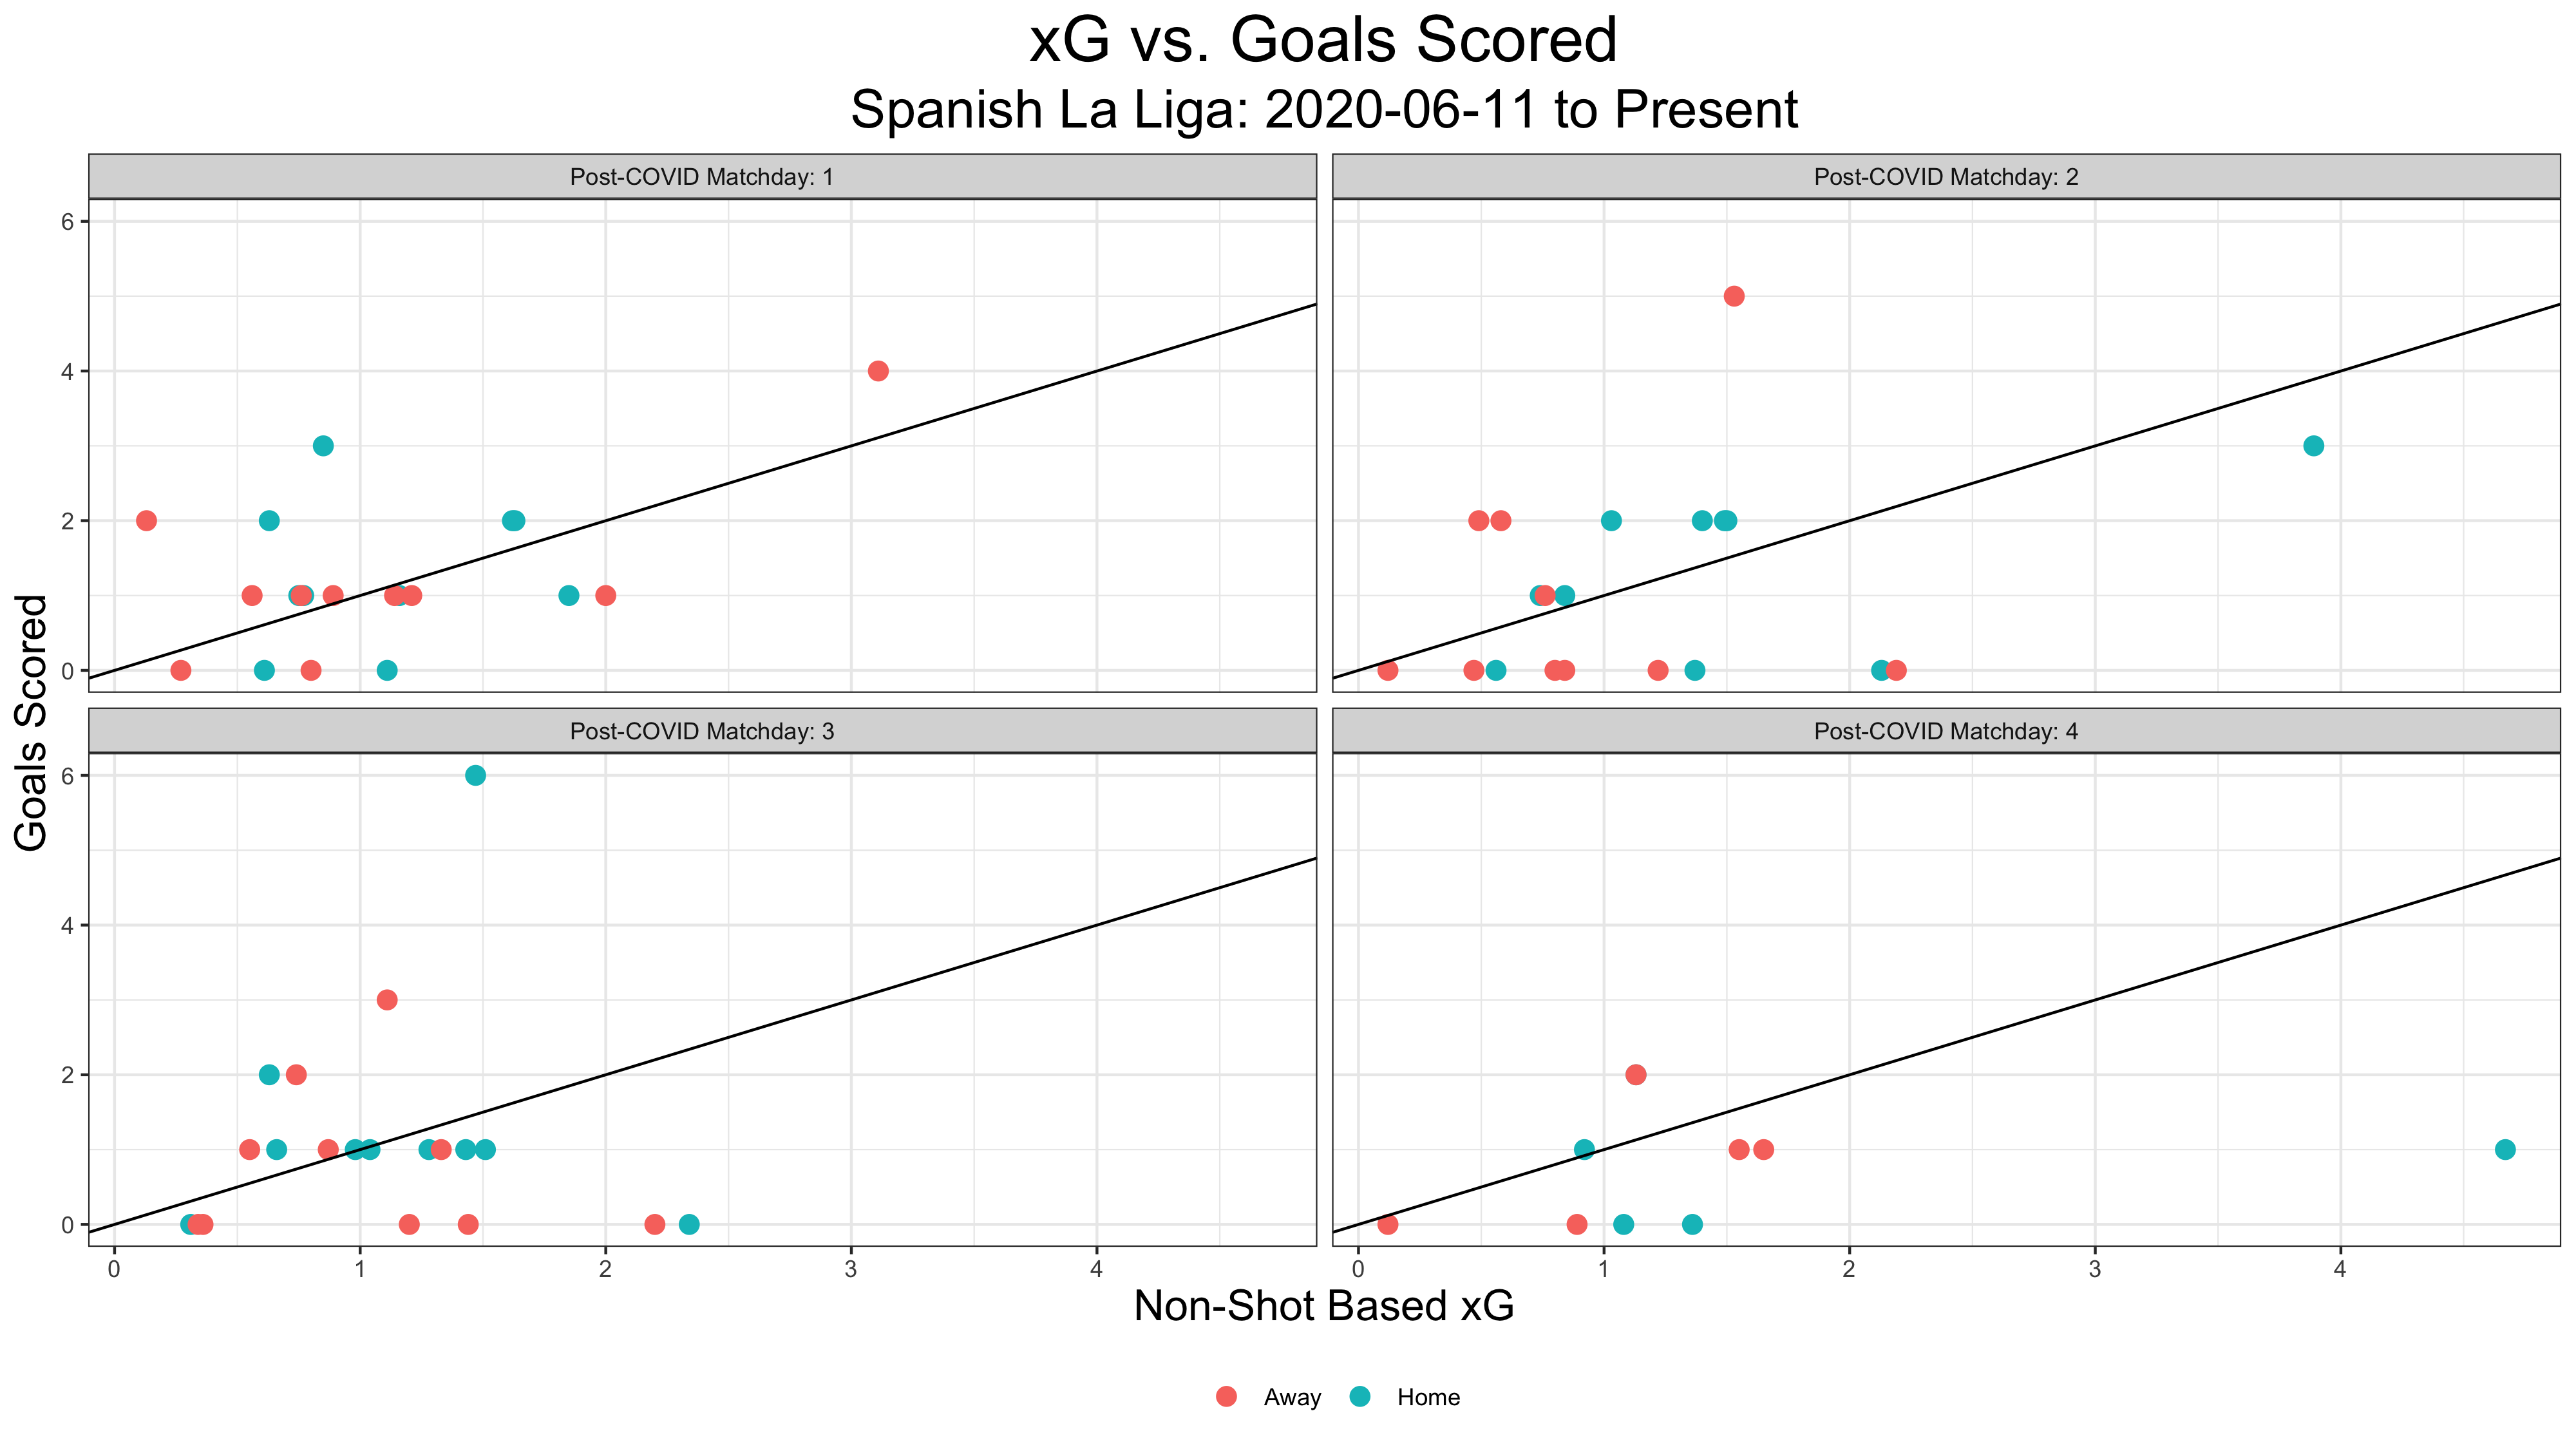 xG vs. Goals Scored
Spanish La Liga: 2020-06-11 to Present
Post-COVID Matchday: 1
Post-COVID Matchday: 2
6
4
2
0
Goals Scored
Post-COVID Matchday: 3
Post-COVID Matchday: 4
6
4
2
0
0 1 2 3 4
0 1 2 3 4
Non-Shot Based xG
Away Home